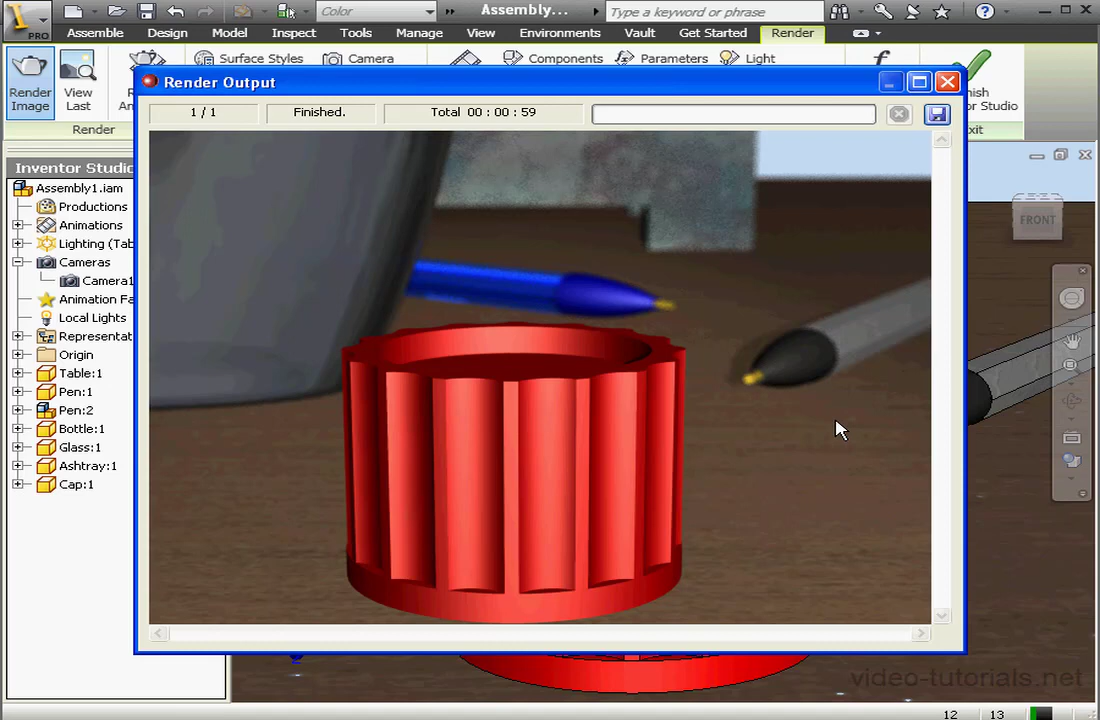 PRO
Color
Assembly...
Type a keyword or phrase
Assemble
Design
Model
Inspect
Tools
Manage
View
Environments
Vault
Get Started
Render
Surface Styles
Camera
Components
Parameters
Light
Render
Image
View
Last
Render
Studio
Render Output
1 / 1
Finished.
Total 00 : 00 : 59
Inventor Studio
Assembly1.iam
Productions
Animations
Lighting (Tab
Cameras
Camera1
Animation Fa
Local Lights
Representat
Origin
Table:1
Pen:1
Pen:2
Bottle:1
Glass:1
Ashtray:1
Cap:1
FRONT
video-tutorials.net
12
13